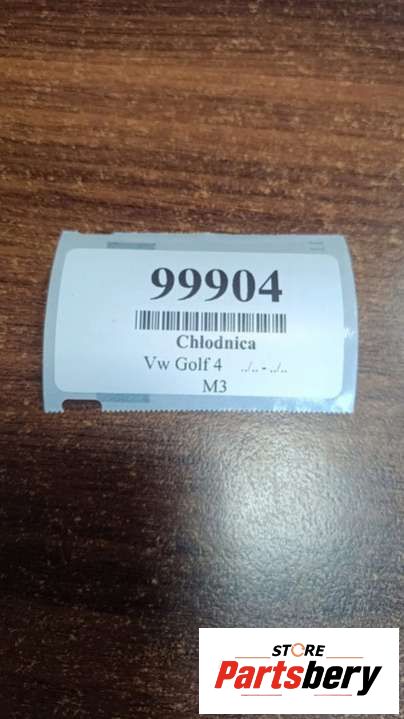 99904
Chłodnica
Vw Golf 4 ../.. - ../..
M3
STORE
Partsbery